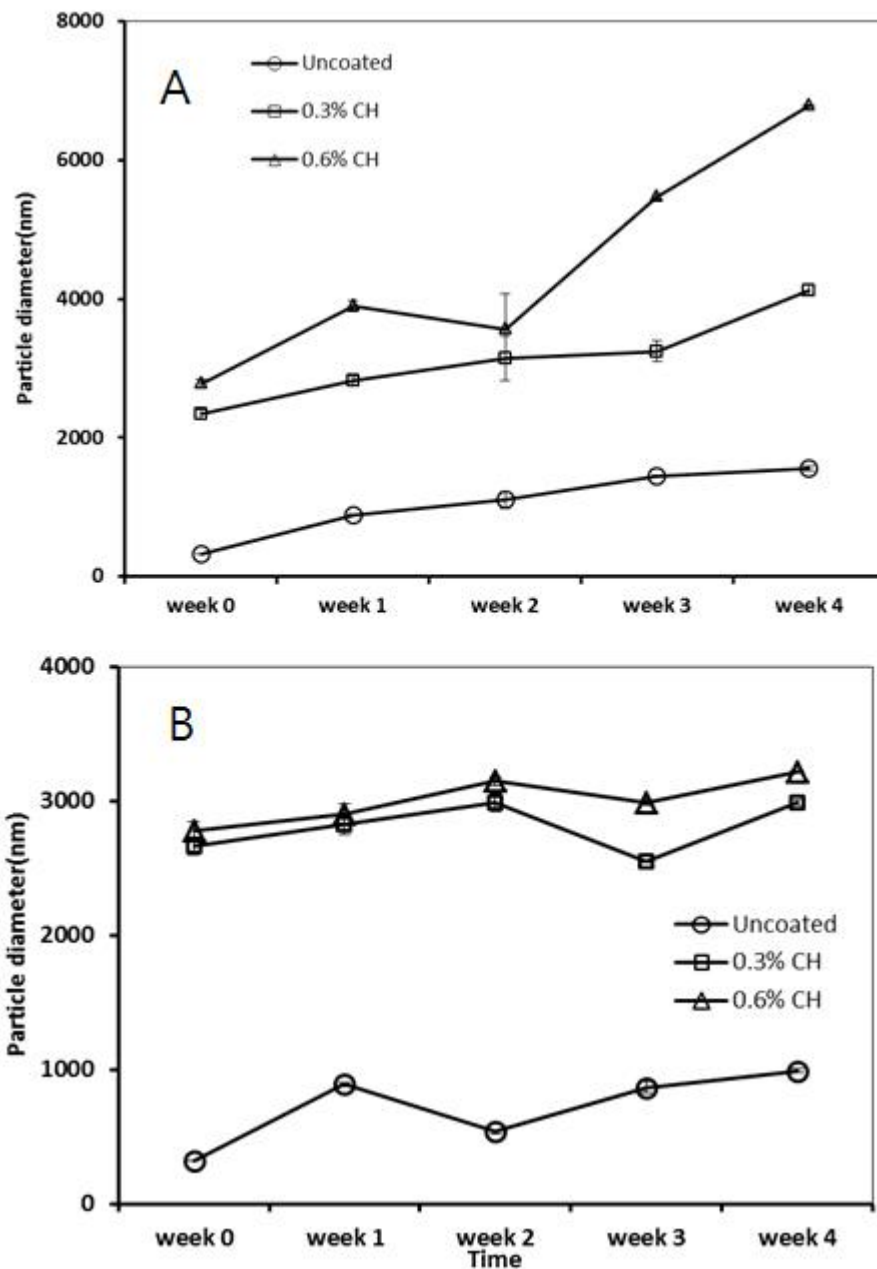 8000
A
Uncoated
0.3% CH
0.6% CH
6000
4000
2000
0
Particle diameter(nm)
week 0 week 1 week 2 week 3 week 4
4000
B
3000
2000
1000
0
Uncoated
0.3% CH
0.6% CH
Particle diameter(nm)
week 0 week 1 week 2 week 3 week 4
Time